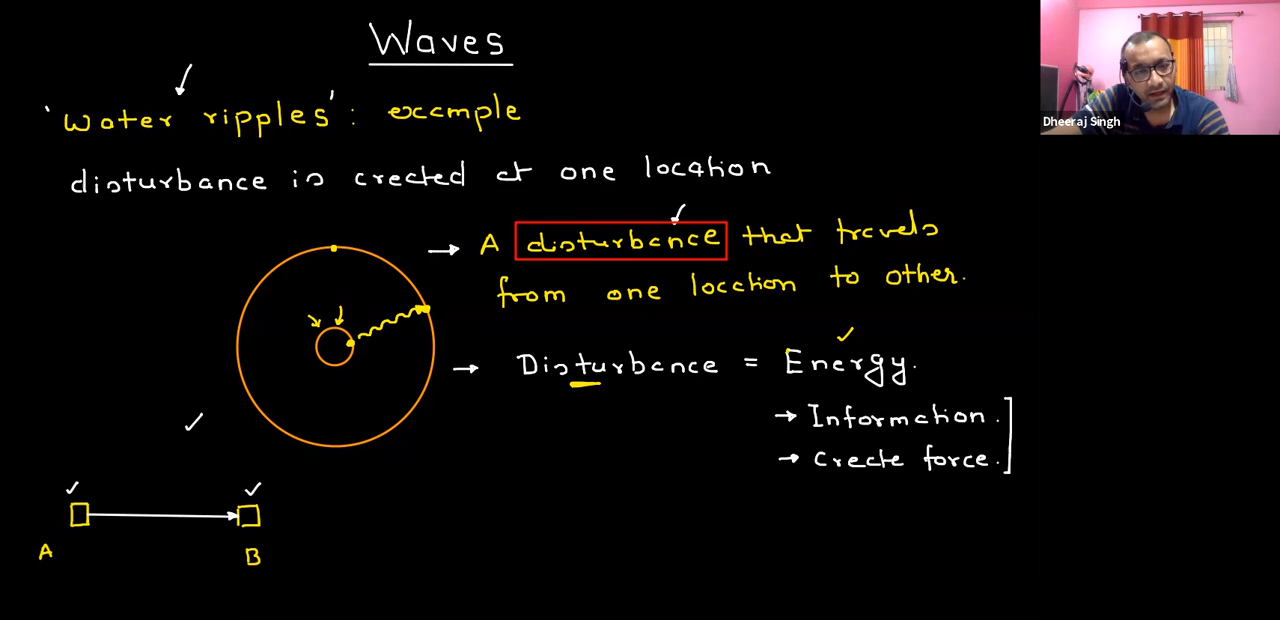 Waves
'Water ripples' : example
Dheeraj Singh
disturbance is created at one location
→ A disturbance that travels
from one location to other.
→ Disturbance = Energy.
→ Information.
→ Create force.
A
B